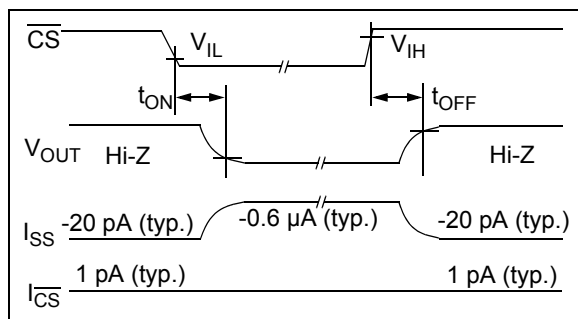 CS
V_IL
V_IH
t_ON
t_OFF
V_OUT
Hi-Z
Hi-Z
I_SS
-20 pA (typ.)
-0.6 µA (typ.)
-20 pA (typ.)
I_CS
1 pA (typ.)
1 pA (typ.)